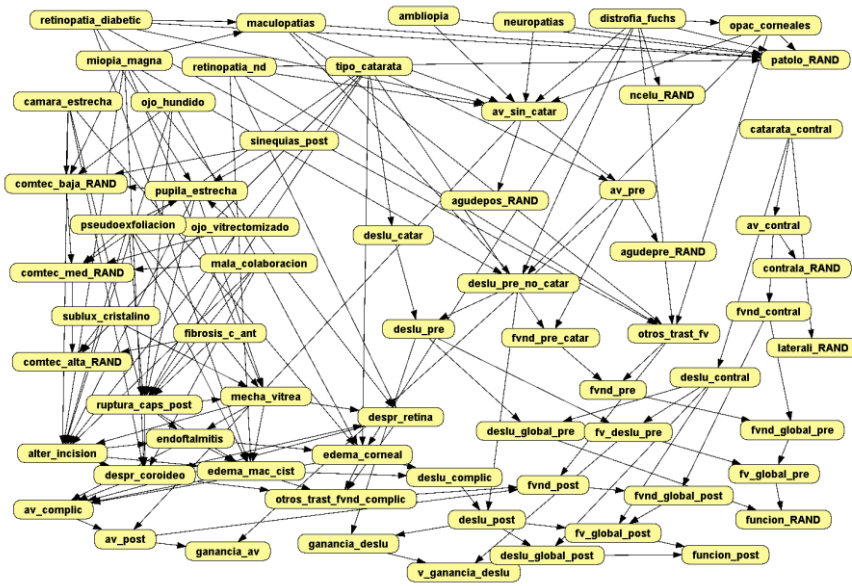 retinopatia_diabetic
maculopatias
ambliopia
neuropatias
distrofia_fuchs
opac_corneales
miopia_magna
retinopatia_nd
tipo_catarata
patolo_RAND
camara_estrecha
ojo_hundido
av_sin_catar
ncelu_RAND
catarata_contral
sinequias_post
comtec_baja_RAND
pupila_estrecha
agudepos_RAND
av_pre
pseudoexfoliacion
ojo_vitrectomizado
deslu_catar
av_contral
agudepre_RAND
comtec_med_RAND
mala_colaboracion
contrala_RAND
deslu_pre_no_catar
sublux_cristalino
fvnd_contral
fibrosis_c_ant
deslu_pre
fvnd_pre_catar
otros_trast_fv
laterali_RAND
comtec_alta_RAND
deslu_contral
ruptura_caps_post
mecha_vitrea
fvnd_pre
despr_retina
endoftalmitis
deslu_global_pre
fv_deslu_pre
fvnd_global_pre
alter_incision
edema_corneal
despr_coroideo
edema_mac_cist
deslu_complic
fv_global_pre
fvnd_post
av_complic
otros_trast_fvnd_complic
fvnd_global_post
deslu_post
funcion_RAND
av_post
fv_global_post
ganancia_av
ganancia_deslu
deslu_global_post
funcion_post
v_ganancia_deslu